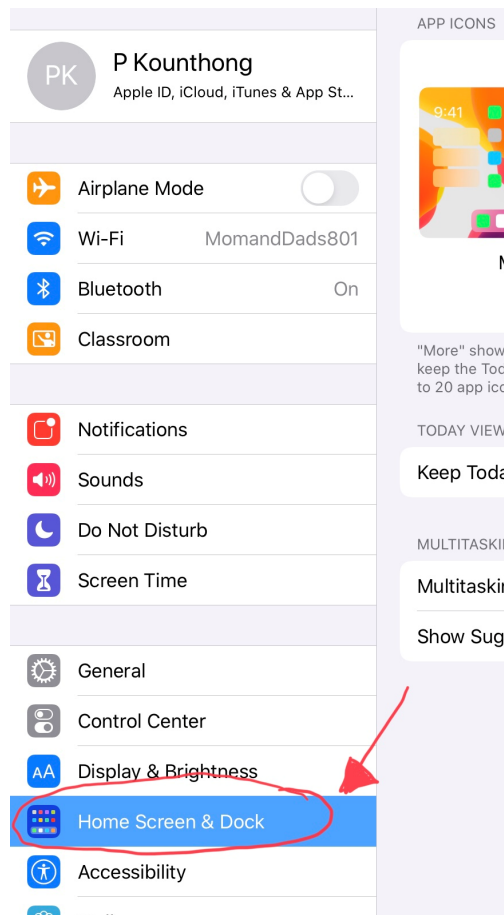 APP ICONS
PK
P Kounthong
Apple ID, iCloud, iTunes & App St...
9:41
Airplane Mode
Wi-Fi MomandDads801
Bluetooth On
Classroom
"More" show
keep the Tod
to 20 app ico
TODAY VIEW
Notifications
Keep Toda
Sounds
Do Not Disturb
MULTITASKI
Screen Time
Multitaskin
Show Sug
General
Control Center
AA Display & Brightness
Home Screen & Dock
Accessibility